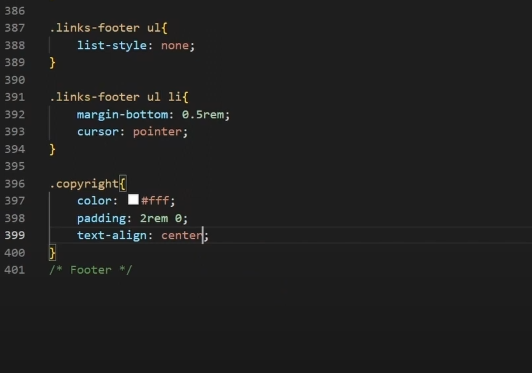 386
387 .links-footer ul{
388 list-style: none;
389 }
390
391 .links-footer ul li{
392 margin-bottom: 0.5rem;
393 cursor: pointer;
394 }
395
396 .copyright{
397 color: #fff;
398 padding: 2rem 0;
399 text-align: center;
400 }
401 /* Footer */